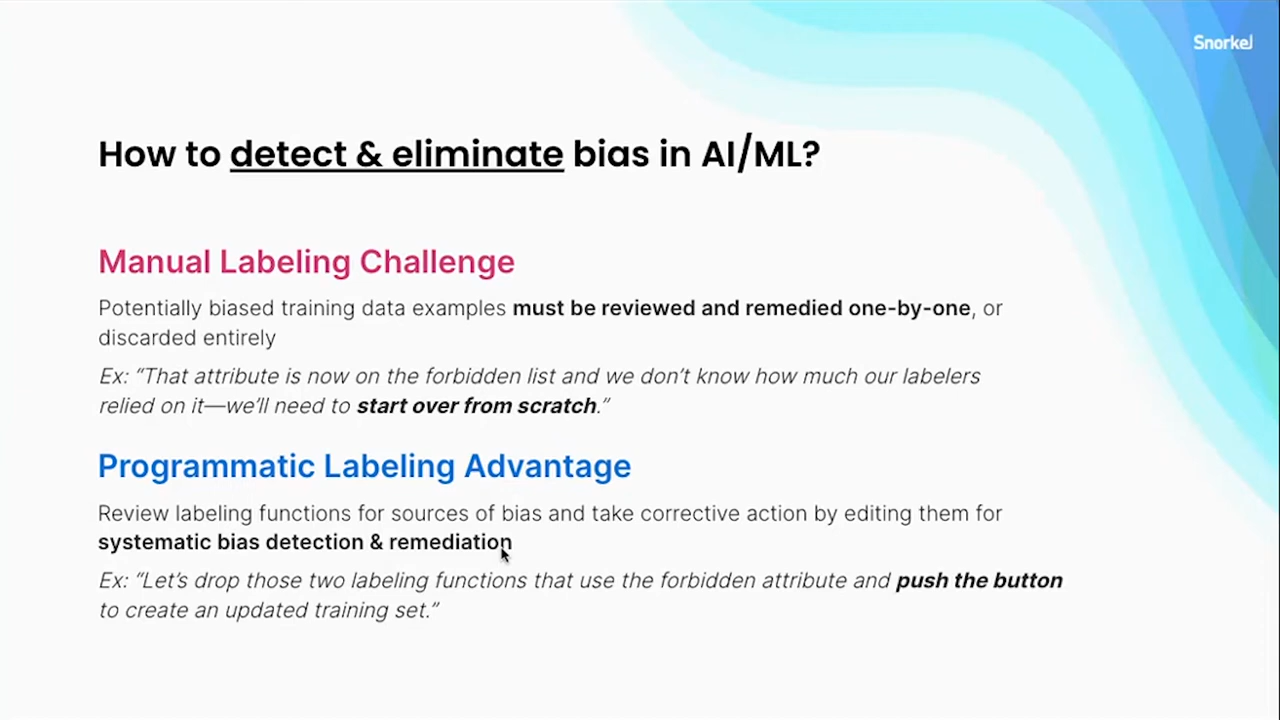 Snorkel
How to detect & eliminate bias in AI/ML?
Manual Labeling Challenge
Potentially biased training data examples must be reviewed and remedied one-by-one, or
discarded entirely
Ex: “That attribute is now on the forbidden list and we don’t know how much our labelers
relied on it—we’ll need to start over from scratch.”
Programmatic Labeling Advantage
Review labeling functions for sources of bias and take corrective action by editing them for
systematic bias detection & remediation
Ex: “Let’s drop those two labeling functions that use the forbidden attribute and push the button
to create an updated training set.”